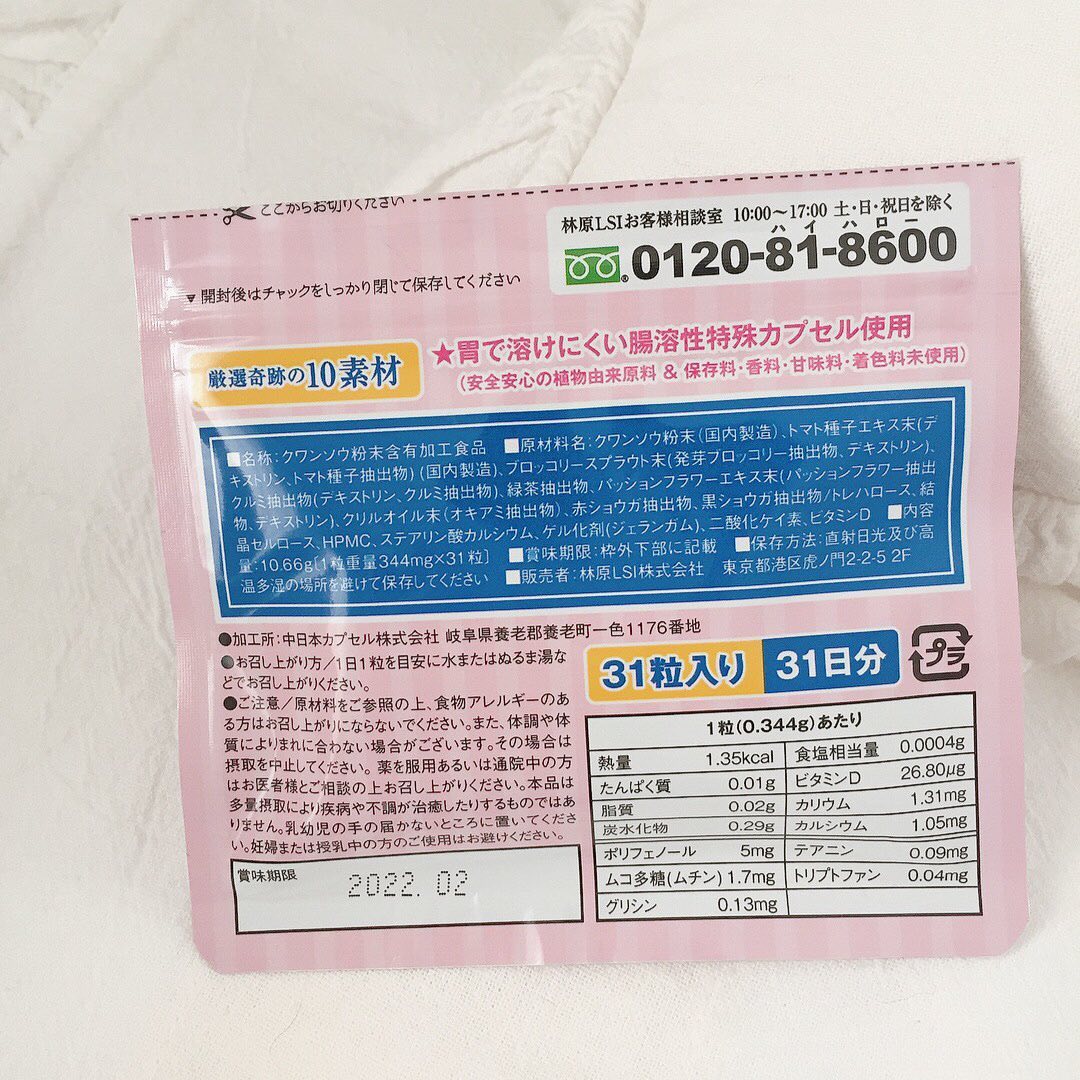 ここからお切りください
林原LSIお客様相談室 10:00〜17:00 土・日・祝日を除く
ハイ ハロー
0120-81-8600
▼開封後はチャックをしっかり閉じて保存してください
厳選奇跡の10素材
★胃で溶けにくい腸溶性特殊カプセル使用
(安全安心の植物由来原料 & 保存料・香料・甘味料・着色料未使用)
■名称:クワンソウ粉末含有加工食品 ■原材料名:クワンソウ粉末(国内製造)、トマト種子エキス末(デ
キストリン、トマト種子抽出物)(国内製造)、ブロッコリースプラウト末(発芽ブロッコリー抽出物、デキストリン)、
クルミ抽出物(デキストリン、クルミ抽出物)、緑茶抽出物、パッションフラワーエキス末(パッションフラワー抽出
物、デキストリン)、クリルオイル末(オキアミ抽出物)、赤ショウガ抽出物、黒ショウガ抽出物/トレハロース、結
晶セルロース、HPMC、ステアリン酸カルシウム、ゲル化剤(ジェランガム)、二酸化ケイ素、ビタミンD ■内容
量:10.66g[1粒重量344mg×31粒] ■賞味期限:枠外下部に記載 ■保存方法:直射日光及び高
温多湿の場所を避けて保存してください ■販売者:林原LSI株式会社 東京都港区虎ノ門2-2-5 2F
●加工所:中日本カプセル株式会社 岐阜県養老郡養老町一色1176番地
●お召し上がり方/1日1粒を目安に水またはぬるま湯な
どでお召し上がりください。
●ご注意/原材料をご参照の上、食物アレルギーのあ
る方はお召し上がりにならないでください。また、体調や体
質によりまれに合わない場合がございます。その場合は
摂取を中止してください。 薬を服用あるいは通院中の方
はお医者様とご相談の上お召し上がりください。本品は
多量摂取により疾病や不調が治癒したりするものではあ
りません。乳幼児の手の届かないところに置いてくださ
い。妊婦または授乳中の方のご使用はお避けください。
賞味期限
2022.02
31粒入り 31日分
プラ
1粒(0.344g)あたり
熱量 1.35kcal 食塩相当量 0.0004g
たんぱく質 0.01g ビタミンD 26.80μg
脂質 0.02g カリウム 1.31mg
炭水化物 0.29g カルシウム 1.05mg
ポリフェノール 5mg テアニン 0.09mg
ムコ多糖(ムチン) 1.7mg トリプトファン 0.04mg
グリシン 0.13mg